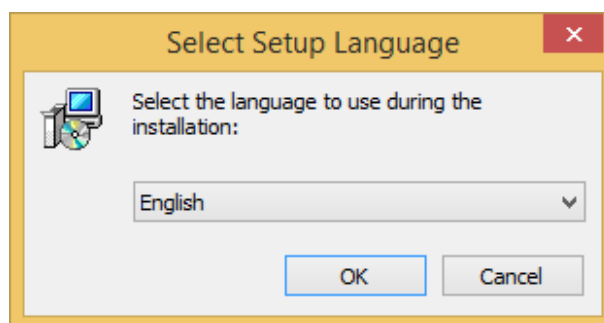 Select Setup Language
Select the language to use during the
installation:
English
OK
Cancel